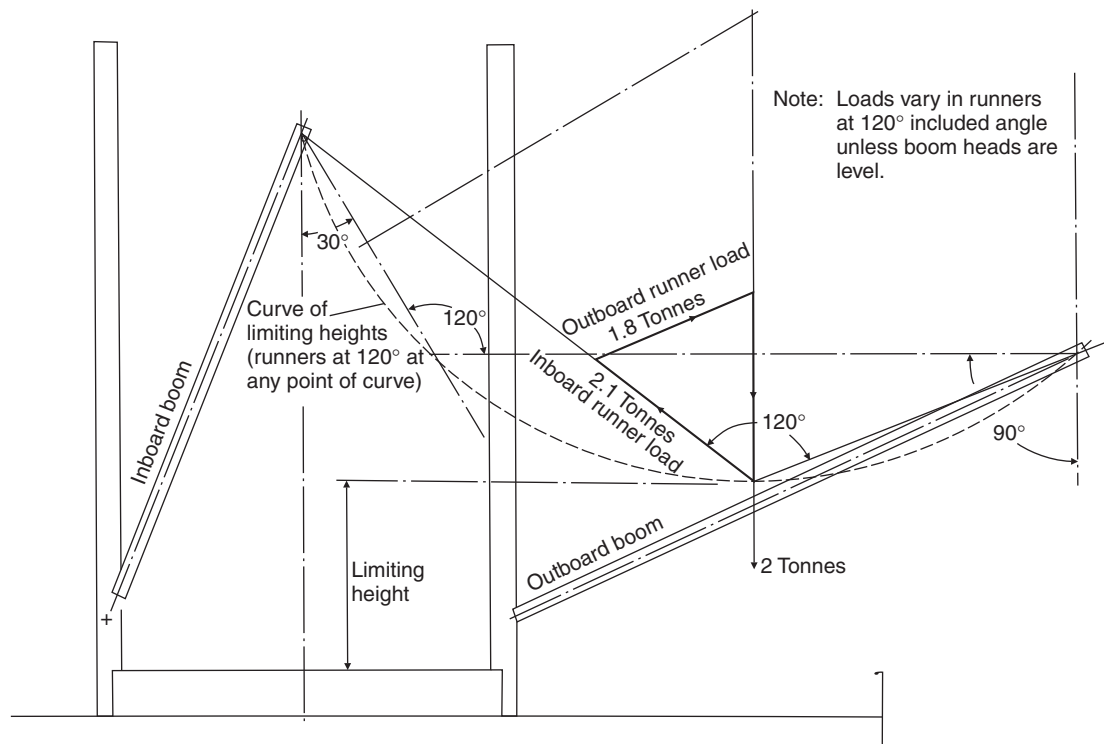 Note: Loads vary in runners
at 120° included angle
unless boom heads are
level.
30°
Curve of
limiting heights
(runners at 120° at
any point of curve)
120°
Outboard runner load
1.8 Tonnes
2.1 Tonnes
Inboard runner load
120°
90°
Inboard boom
Outboard boom
Limiting
height
2 Tonnes
+